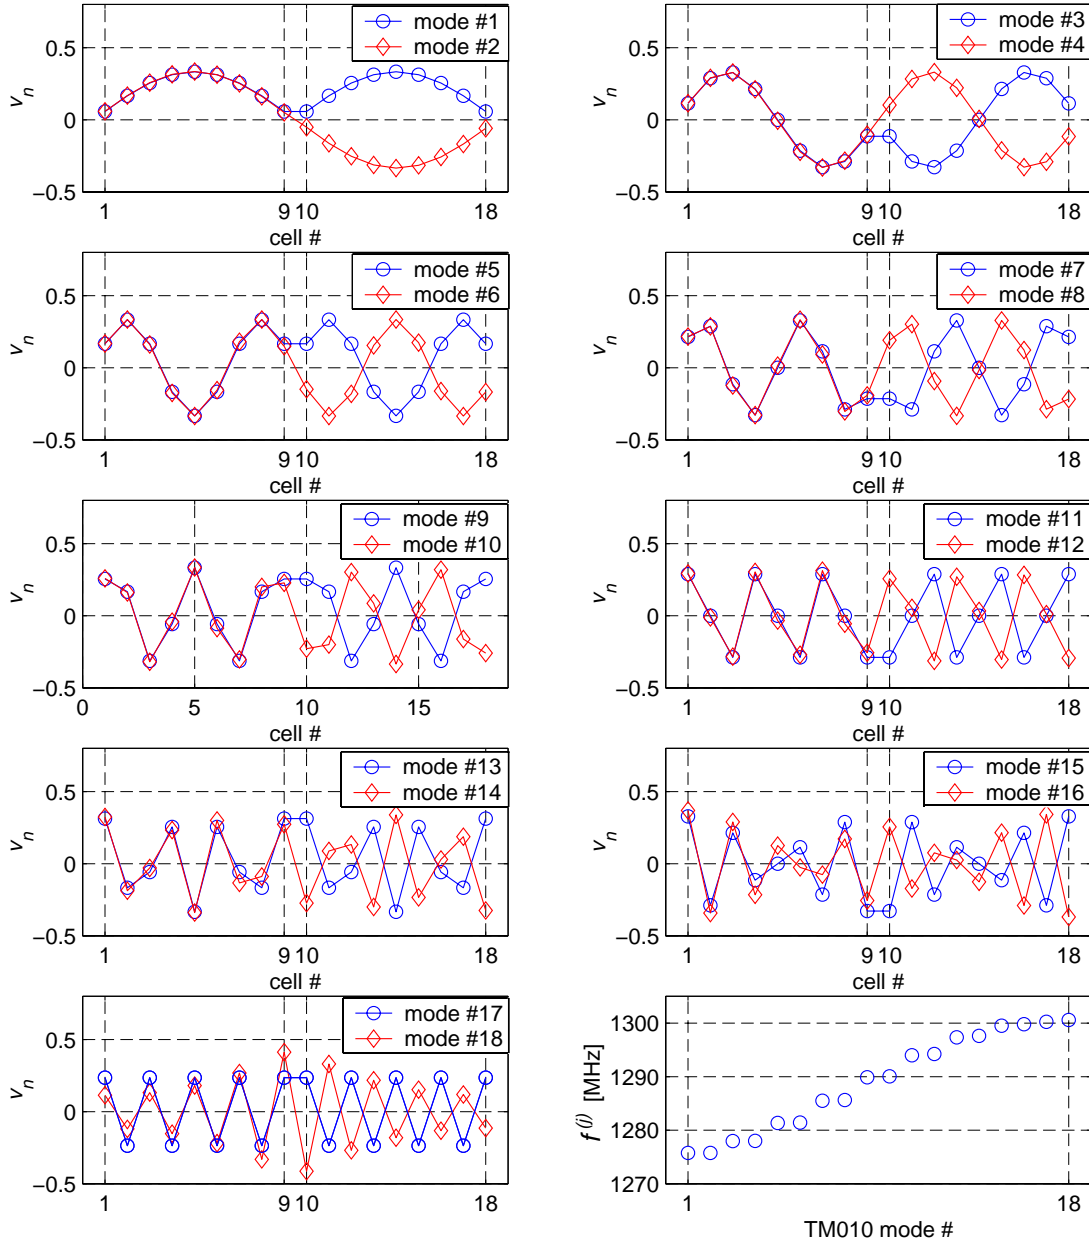 mode #1
mode #2
0.5
0
−0.5
v_n
1 9 10 18
cell #
mode #3
mode #4
0.5
0
−0.5
v_n
1 9 10 18
cell #
mode #5
mode #6
0.5
0
−0.5
v_n
1 9 10 18
cell #
mode #7
mode #8
0.5
0
−0.5
v_n
1 9 10 18
cell #
mode #9
mode #10
0.5
0
−0.5
v_n
0 5 10 15
cell #
mode #11
mode #12
0.5
0
−0.5
v_n
1 9 10 18
cell #
mode #13
mode #14
0.5
0
−0.5
v_n
1 9 10 18
cell #
mode #15
mode #16
0.5
0
−0.5
v_n
1 9 10 18
cell #
mode #17
mode #18
0.5
0
−0.5
v_n
1 9 10 18
1300
1290
1280
1270
f^(j) [MHz]
1 18
TM010 mode #